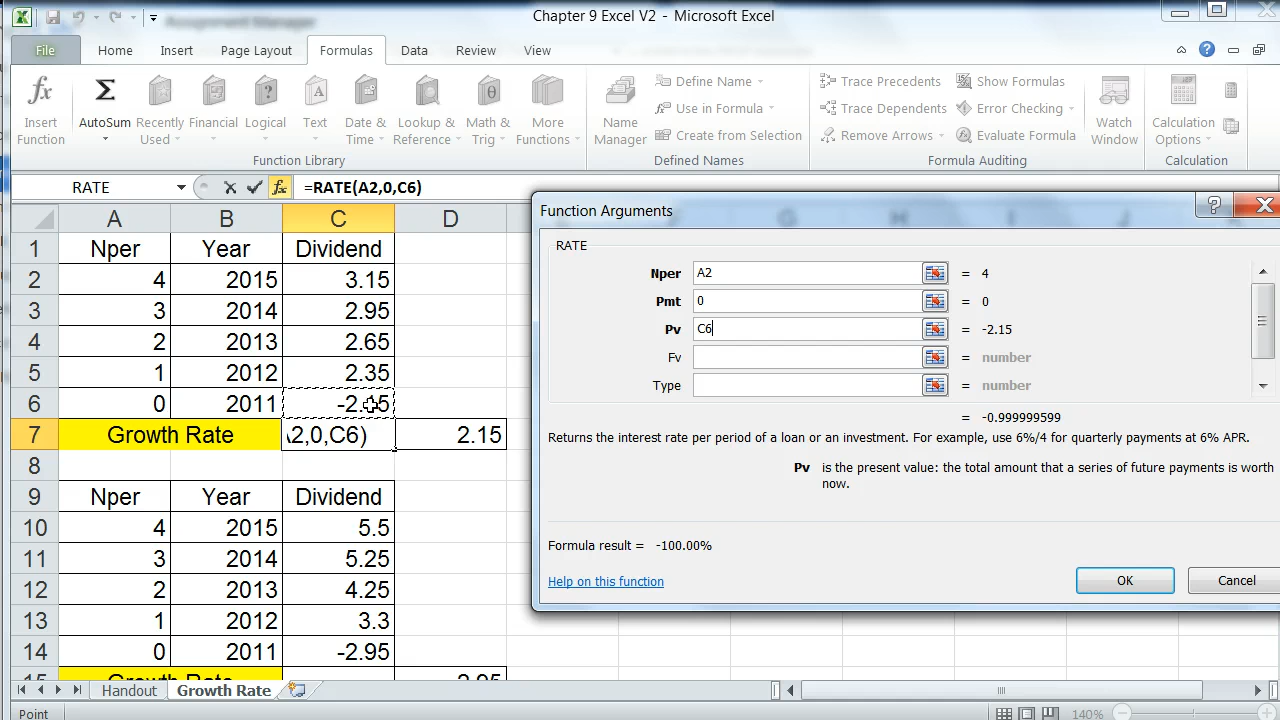 Chapter 9 Excel V2 - Microsoft Excel
File Home Insert Page Layout Formulas Data Review View
fx Insert Function
Σ AutoSum
Recently Used
Financial
Logical
Text
Date & Time
Lookup & Reference
Math & Trig
More Functions
Function Library
Name Manager
Define Name
Use in Formula
Create from Selection
Defined Names
Trace Precedents
Trace Dependents
Remove Arrows
Show Formulas
Error Checking
Evaluate Formula
Formula Auditing
Watch Window
Calculation Options
Calculation
RATE fx =RATE(A2,0,C6)
A B C D
1 Nper Year Dividend
2 4 2015 3.15
3 3 2014 2.95
4 2 2013 2.65
5 1 2012 2.35
6 0 2011 -2.15
7 Growth Rate A2,0,C6) 2.15
8
9 Nper Year Dividend
10 4 2015 5.5
11 3 2014 5.25
12 2 2013 4.25
13 1 2012 3.3
14 0 2011 -2.95
15 Growth Rate 2.95
Function Arguments
RATE
Nper A2 = 4
Pmt 0 = 0
Pv C6 = -2.15
Fv = number
Type = number
= -0.999999599
Returns the interest rate per period of a loan or an investment. For example, use 6%/4 for quarterly payments at 6% APR.
Pv is the present value: the total amount that a series of future payments is worth
now.
Formula result = -100.00%
Help on this function
OK Cancel
Handout Growth Rate
Point 140%